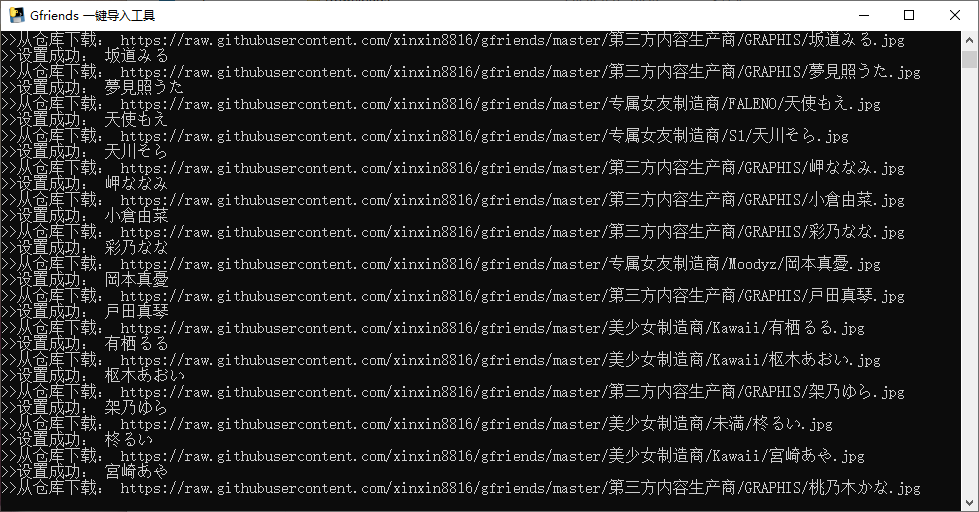 Gfriends 一键导入工具
>>从仓库下载： https://raw.githubusercontent.com/xinxin8816/gfriends/master/第三方内容生产商/GRAPHIS/坂道みる.jpg
>>设置成功： 坂道みる
>>从仓库下载： https://raw.githubusercontent.com/xinxin8816/gfriends/master/第三方内容生产商/GRAPHIS/夢見照うた.jpg
>>设置成功： 夢見照うた
>>从仓库下载： https://raw.githubusercontent.com/xinxin8816/gfriends/master/专属女友制造商/FALENO/天使もえ.jpg
>>设置成功： 天使もえ
>>从仓库下载： https://raw.githubusercontent.com/xinxin8816/gfriends/master/专属女友制造商/S1/天川そら.jpg
>>设置成功： 天川そら
>>从仓库下载： https://raw.githubusercontent.com/xinxin8816/gfriends/master/第三方内容生产商/GRAPHIS/岬ななみ.jpg
>>设置成功： 岬ななみ
>>从仓库下载： https://raw.githubusercontent.com/xinxin8816/gfriends/master/第三方内容生产商/GRAPHIS/小倉由菜.jpg
>>设置成功： 小倉由菜
>>从仓库下载： https://raw.githubusercontent.com/xinxin8816/gfriends/master/第三方内容生产商/GRAPHIS/彩乃なな.jpg
>>设置成功： 彩乃なな
>>从仓库下载： https://raw.githubusercontent.com/xinxin8816/gfriends/master/专属女友制造商/Moodyz/岡本真憂.jpg
>>设置成功： 岡本真憂
>>从仓库下载： https://raw.githubusercontent.com/xinxin8816/gfriends/master/第三方内容生产商/GRAPHIS/戸田真琴.jpg
>>设置成功： 戸田真琴
>>从仓库下载： https://raw.githubusercontent.com/xinxin8816/gfriends/master/美少女制造商/Kawaii/有栖るる.jpg
>>设置成功： 有栖るる
>>从仓库下载： https://raw.githubusercontent.com/xinxin8816/gfriends/master/美少女制造商/Kawaii/枢木あおい.jpg
>>设置成功： 枢木あおい
>>从仓库下载： https://raw.githubusercontent.com/xinxin8816/gfriends/master/第三方内容生产商/GRAPHIS/架乃ゆら.jpg
>>设置成功： 架乃ゆら
>>从仓库下载： https://raw.githubusercontent.com/xinxin8816/gfriends/master/美少女制造商/未満/柊るい.jpg
>>设置成功： 柊るい
>>从仓库下载： https://raw.githubusercontent.com/xinxin8816/gfriends/master/美少女制造商/Kawaii/宮崎あや.jpg
>>设置成功： 宮崎あや
>>从仓库下载： https://raw.githubusercontent.com/xinxin8816/gfriends/master/第三方内容生产商/GRAPHIS/桃乃木かな.jpg